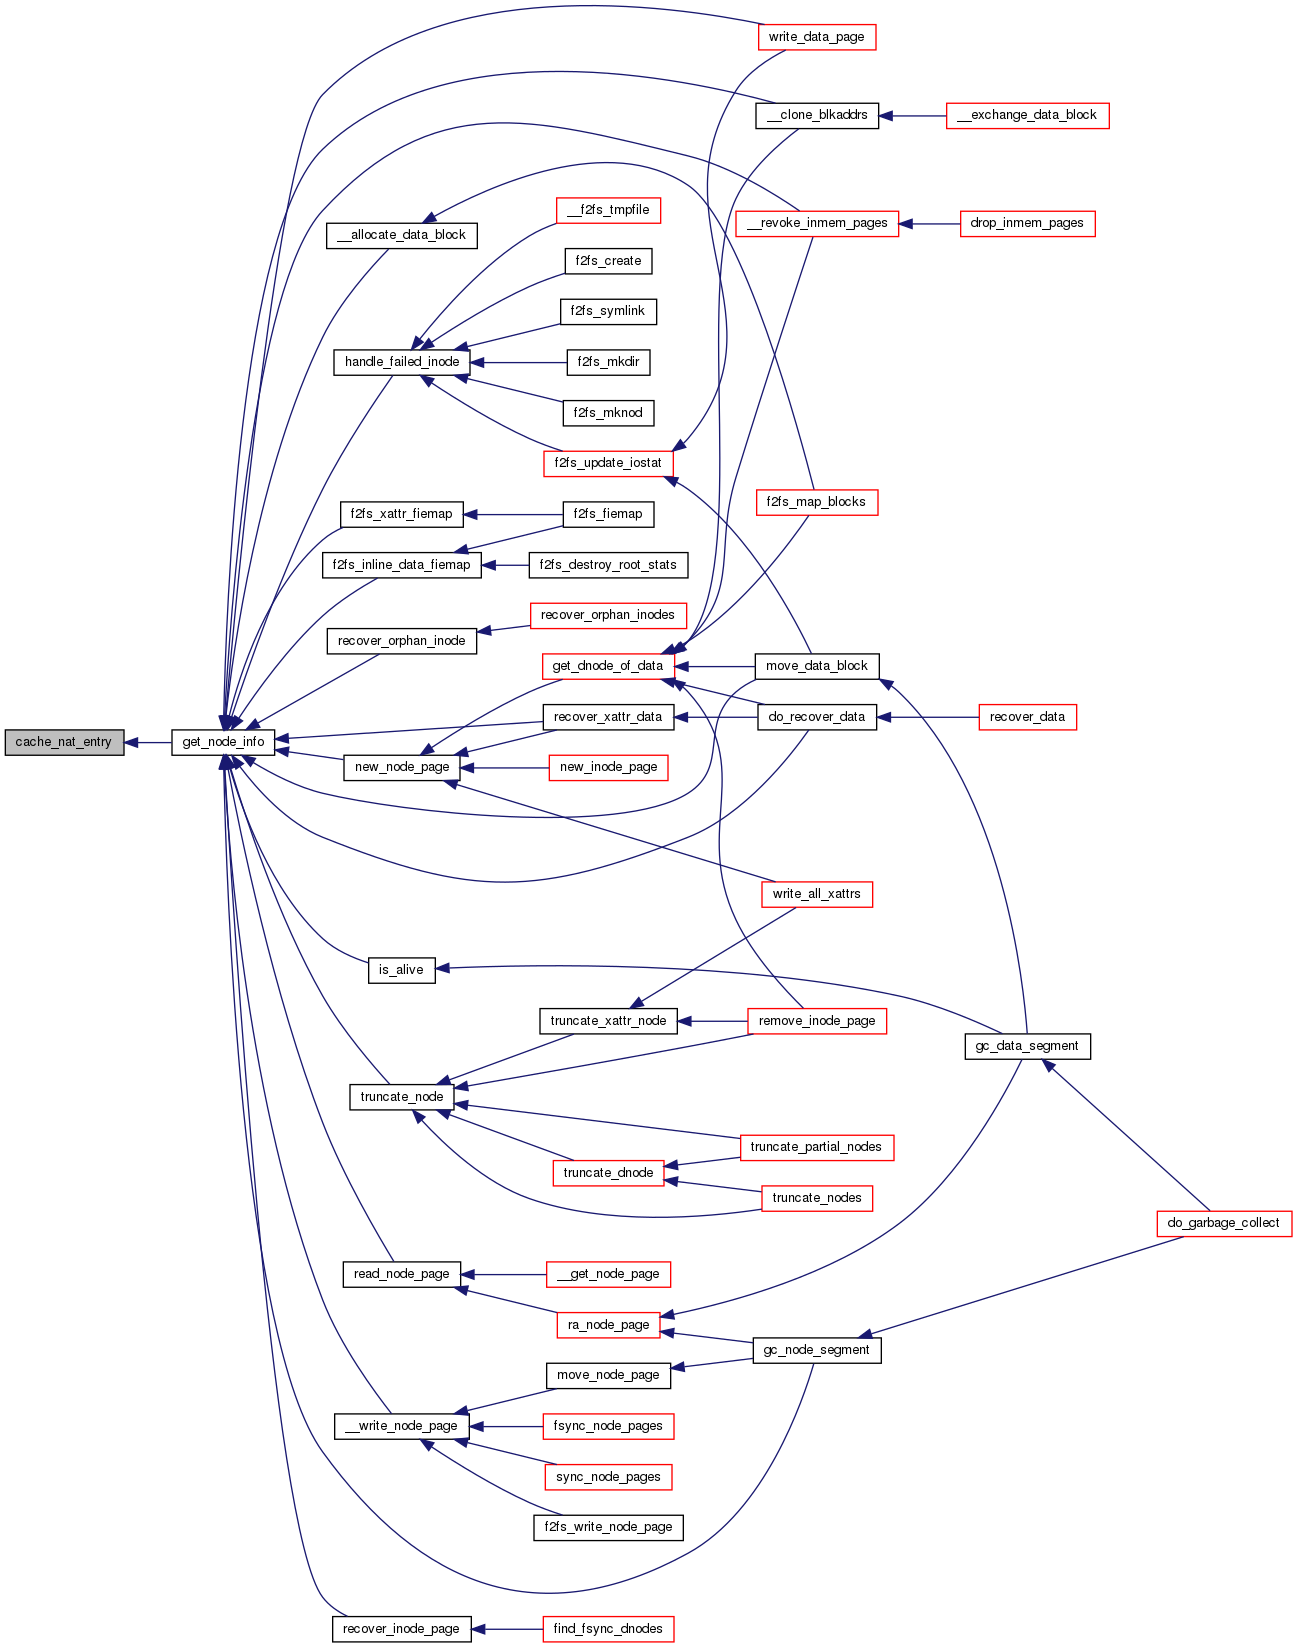 write_data_page
__clone_blkaddrs
__exchange_data_block
__f2fs_tmpfile
__revoke_inmem_pages
drop_inmem_pages
__allocate_data_block
f2fs_create
f2fs_symlink
handle_failed_inode
f2fs_mkdir
f2fs_mknod
f2fs_update_iostat
f2fs_map_blocks
f2fs_xattr_fiemap
f2fs_fiemap
f2fs_inline_data_fiemap
f2fs_destroy_root_stats
recover_orphan_inodes
recover_orphan_inode
get_dnode_of_data
move_data_block
recover_xattr_data
do_recover_data
recover_data
cache_nat_entry
get_node_info
new_node_page
new_inode_page
write_all_xattrs
is_alive
truncate_xattr_node
remove_inode_page
gc_data_segment
truncate_node
truncate_partial_nodes
truncate_dnode
truncate_nodes
do_garbage_collect
read_node_page
__get_node_page
ra_node_page
gc_node_segment
move_node_page
__write_node_page
fsync_node_pages
sync_node_pages
f2fs_write_node_page
recover_inode_page
find_fsync_dnodes